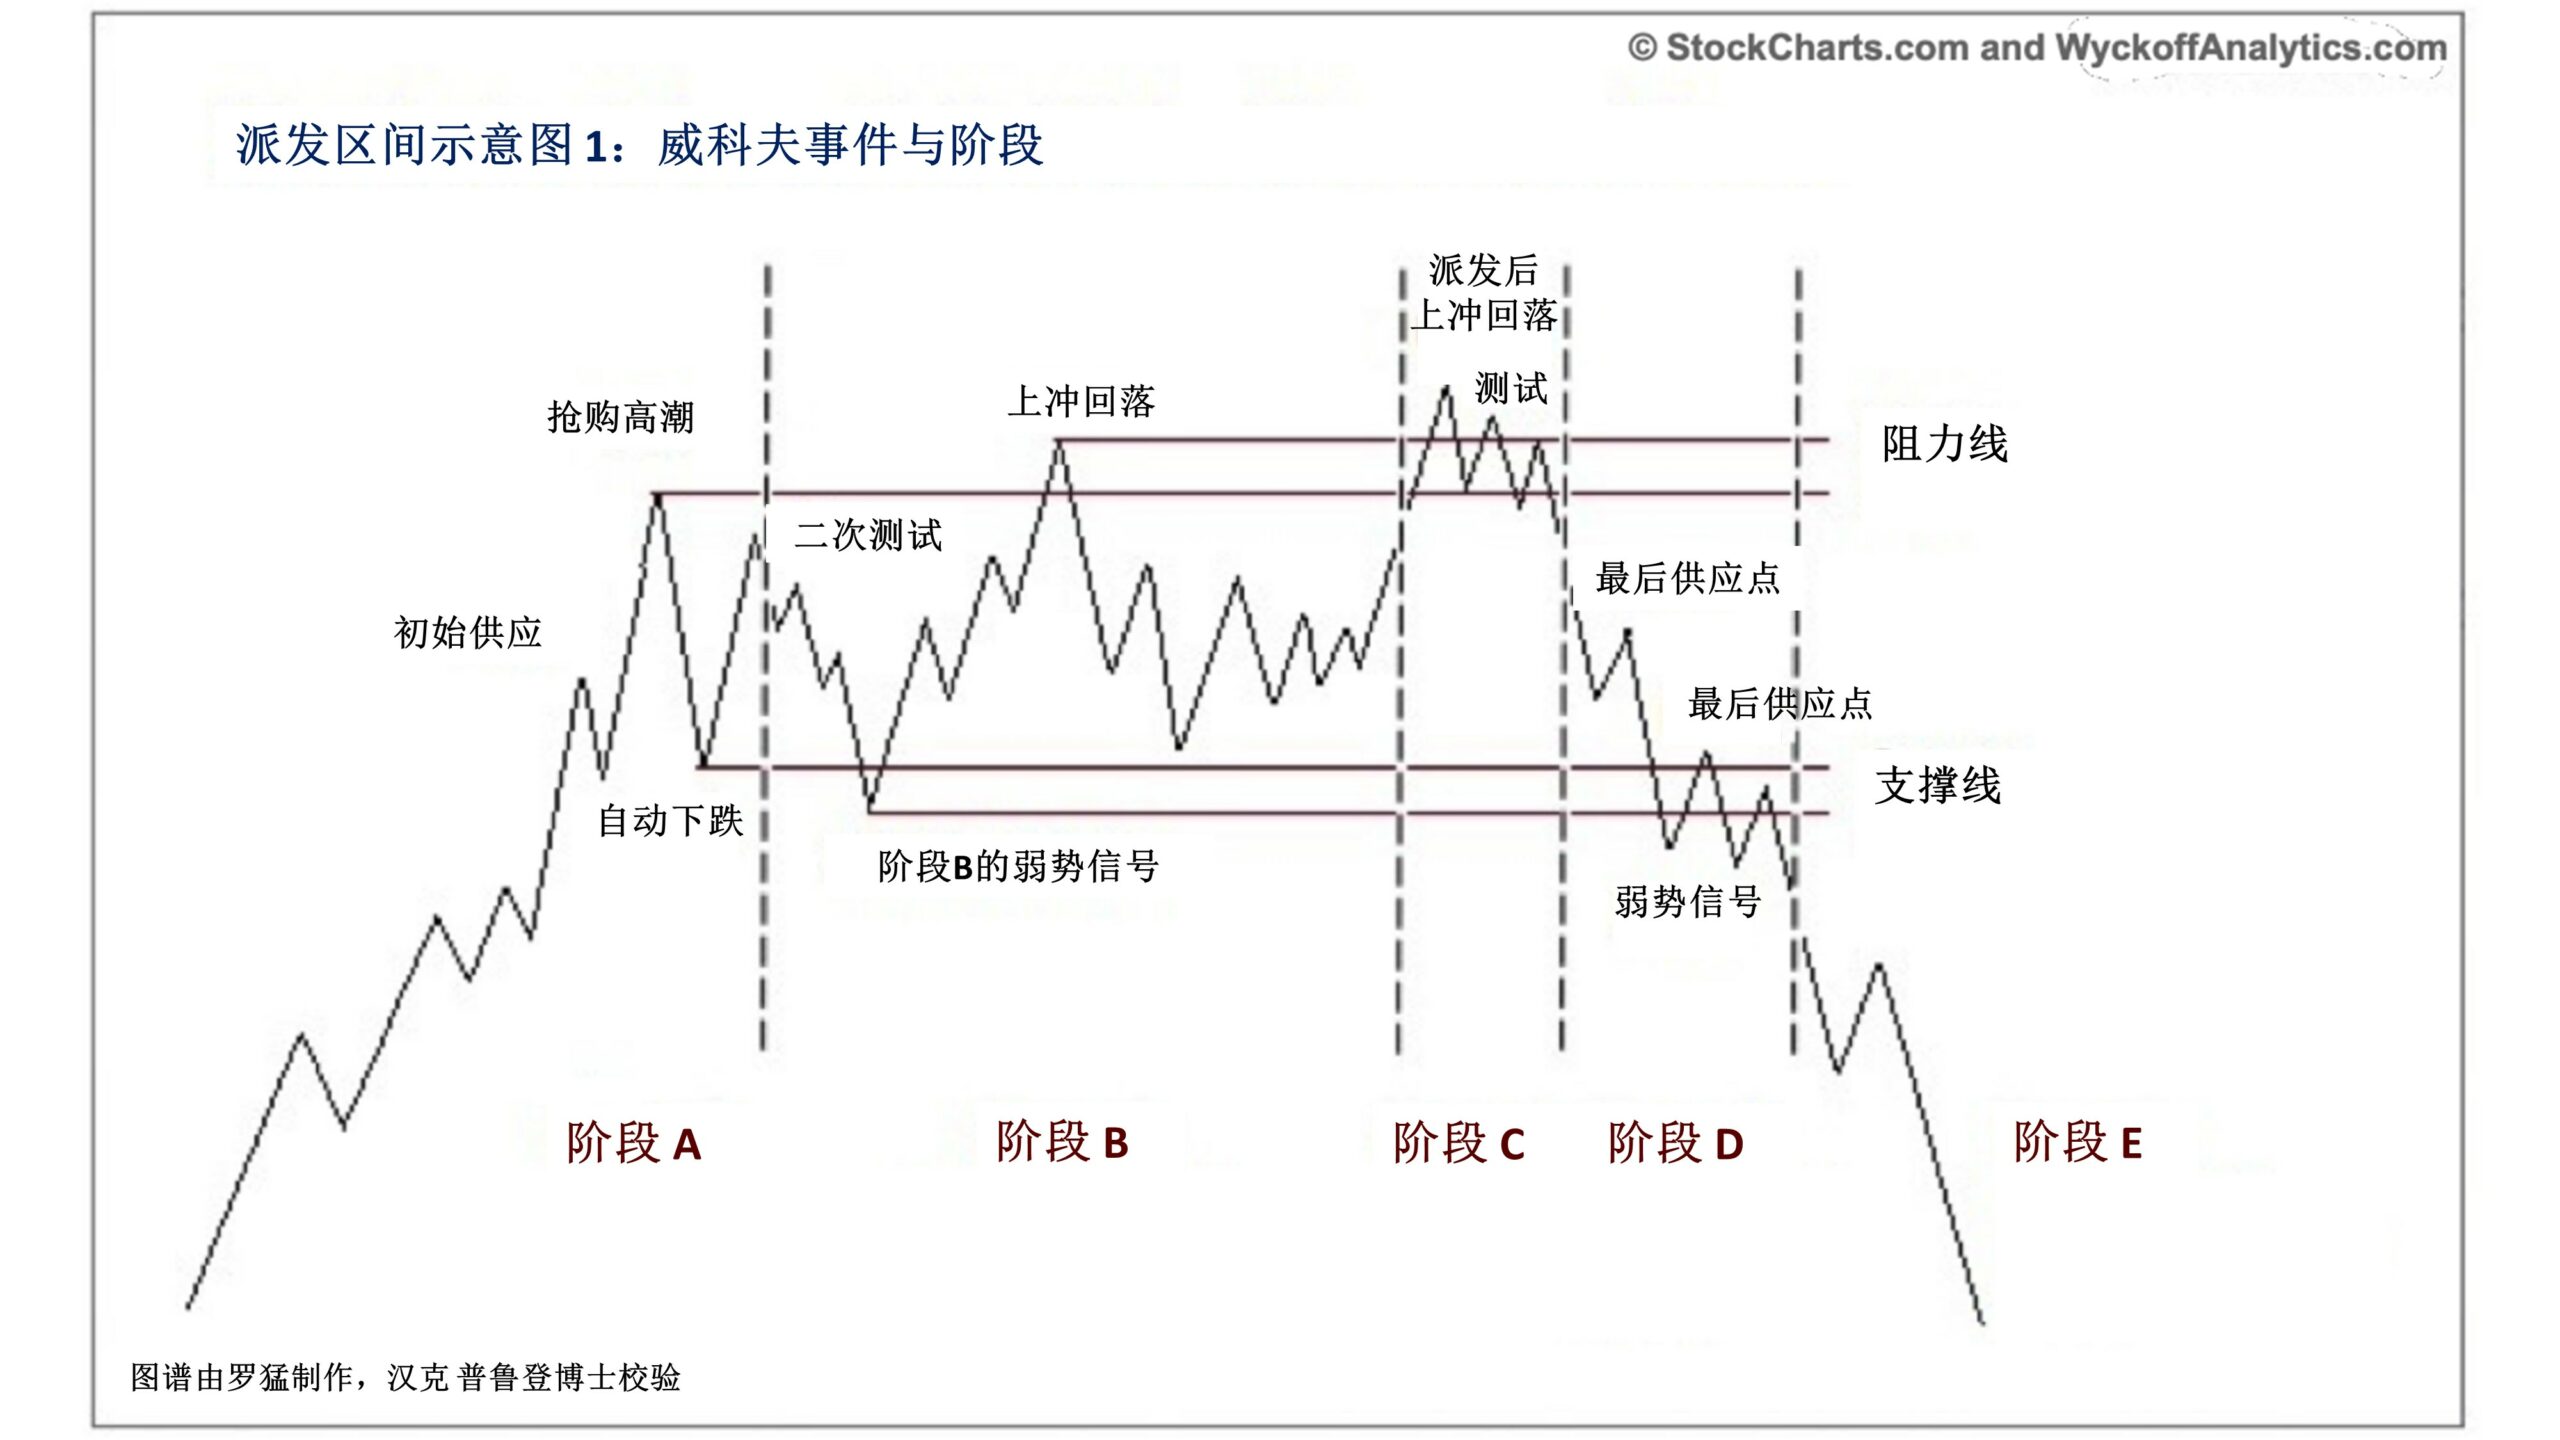 © StockCharts.com and WyckoffAnalytics.com
派发区间示意图 1：威科夫事件与阶段
派发后
上冲回落
测试
抢购高潮
上冲回落
阻力线
二次测试
最后供应点
初始供应
最后供应点
支撑线
自动下跌
阶段B的弱势信号
弱势信号
阶段 A
阶段 B
阶段 C
阶段 D
阶段 E
图谱由罗猛制作，汉克 普鲁登博士校验